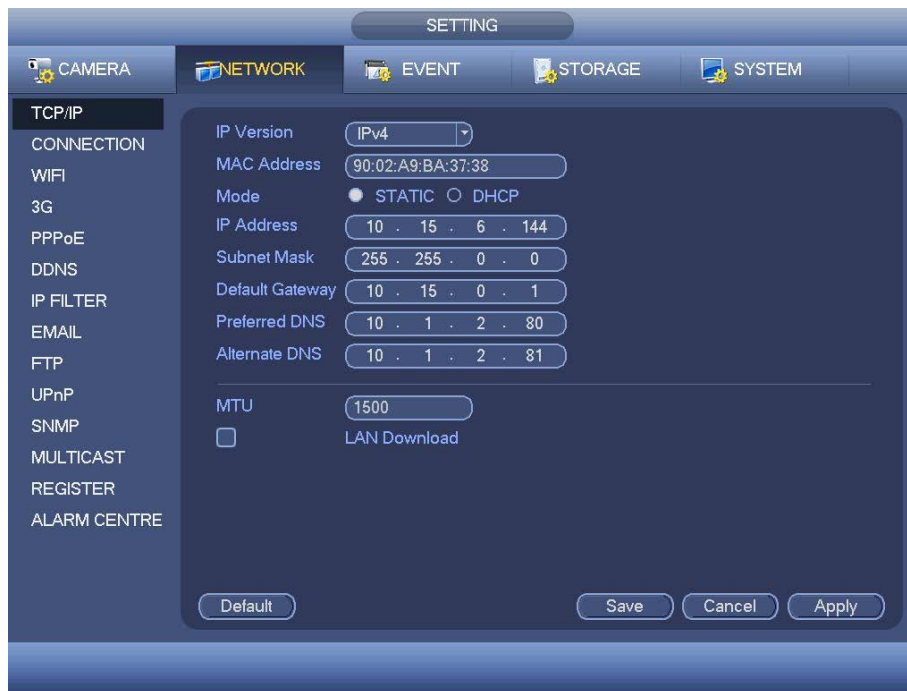 SETTING
CAMERA NETWORK EVENT STORAGE SYSTEM
TCP/IP
CONNECTION
WIFI
3G
PPPoE
DDNS
IP FILTER
EMAIL
FTP
UPnP
SNMP
MULTICAST
REGISTER
ALARM CENTRE
IP Version IPv4
MAC Address 90:02:A9:BA:37:38
Mode STATIC DHCP
IP Address 10 . 15 . 6 . 144
Subnet Mask 255 . 255 . 0 . 0
Default Gateway 10 . 15 . 0 . 1
Preferred DNS 10 . 1 . 2 . 80
Alternate DNS 10 . 1 . 2 . 81
MTU 1500
LAN Download
Default Save Cancel Apply